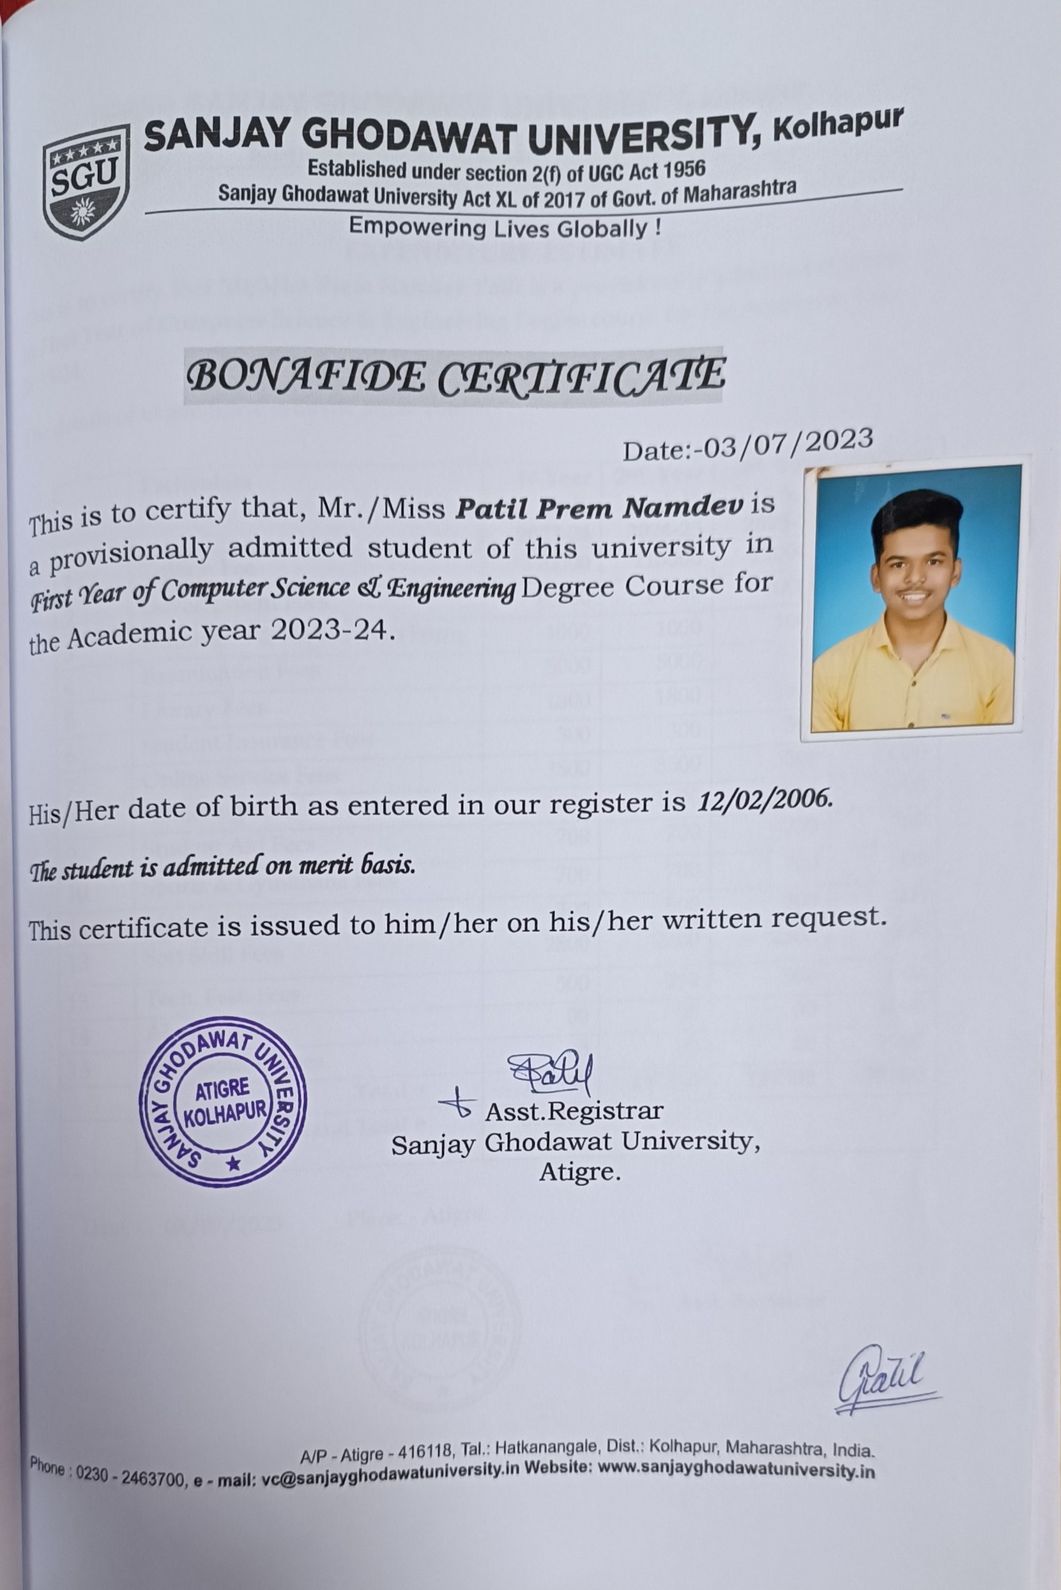 SGU
SANJAY GHODAWAT UNIVERSITY, Kolhapur
Established under section 2(f) of UGC Act 1956
Sanjay Ghodawat University Act XL of 2017 of Govt. of Maharashtra
Empowering Lives Globally !
BONAFIDE CERTIFICATE
Date:-03/07/2023
This is to certify that, Mr./Miss Patil Prem Namdev is
a provisionally admitted student of this university in
First Year of Computer Science & Engineering Degree Course for
the Academic year 2023-24.
His/Her date of birth as entered in our register is 12/02/2006.
The student is admitted on merit basis.
This certificate is issued to him/her on his/her written request.
SANJAY GHODAWAT UNIVERSITY
ATIGRE
KOLHAPUR
Asst.Registrar
Sanjay Ghodawat University,
Atigre.
Patil
A/P - Atigre - 416118, Tal.: Hatkanangale, Dist.: Kolhapur, Maharashtra, India.
Phone : 0230 - 2463700, e - mail: vc@sanjayghodawatuniversity.in Website: www.sanjayghodawatuniversity.in